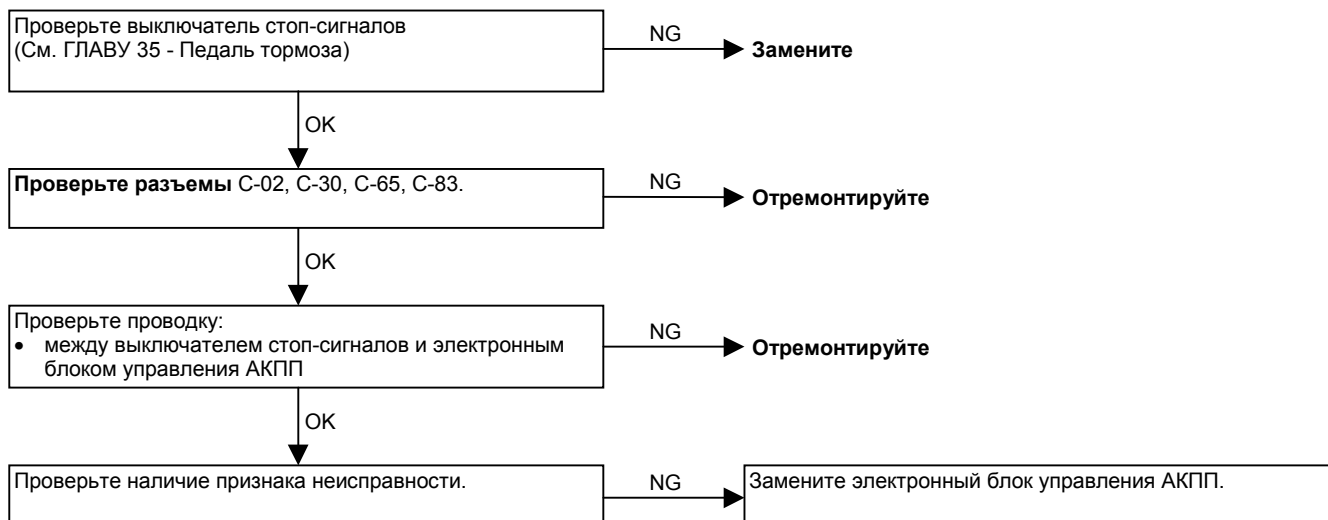 Проверьте выключатель стоп-сигналов
(См. ГЛАВУ 35 - Педаль тормоза)
NG
Замените
OK
Проверьте разъемы C-02, C-30, C-65, C-83.
NG
Отремонтируйте
OK
Проверьте проводку:
• между выключателем стоп-сигналов и электронным
блоком управления АКПП
NG
Отремонтируйте
OK
Проверьте наличие признака неисправности.
NG
Замените электронный блок управления АКПП.